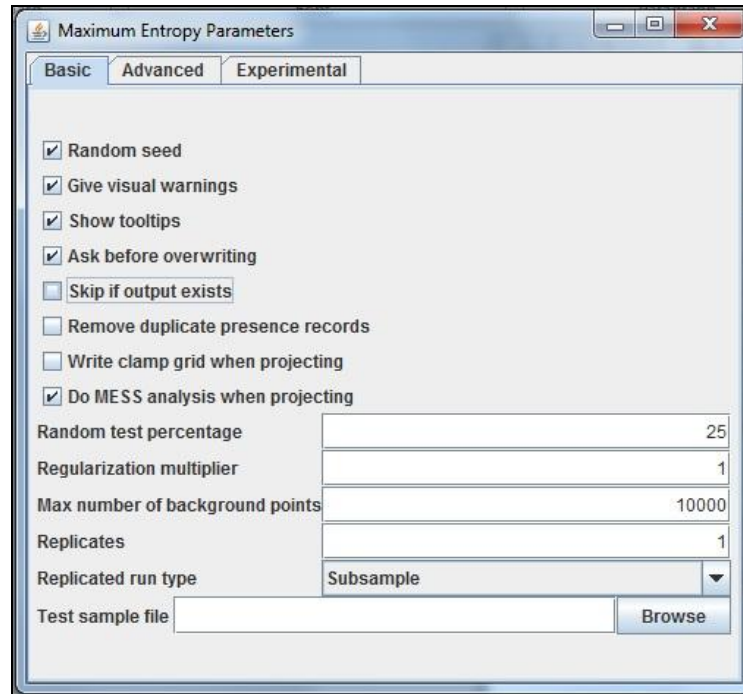 Maximum Entropy Parameters
Basic Advanced Experimental
Random seed
Give visual warnings
Show tooltips
Ask before overwriting
Skip if output exists
Remove duplicate presence records
Write clamp grid when projecting
Do MESS analysis when projecting
Random test percentage 25
Regularization multiplier 1
Max number of background points 10000
Replicates 1
Replicated run type Subsample
Test sample file Browse